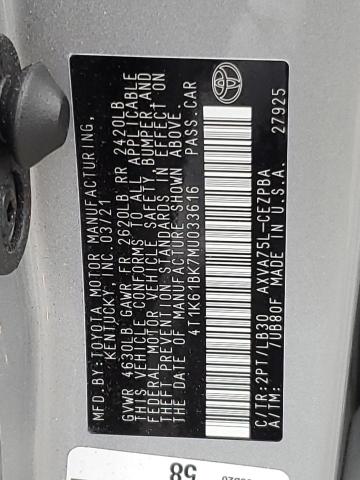 MFD.BY:TOYOTA MOTOR MANUFACTURING,
KENTUCKY, INC. 03/21
GVWR 4630LB GAWR FR 2620LB RR 2420LB
THIS VEHICLE CONFORMS TO ALL APPLICABLE
FEDERAL MOTOR VEHICLE SAFETY, BUMPER AND
THEFT PREVENTION STANDARDS IN EFFECT ON
THE DATE OF MANUFACTURE SHOWN ABOVE.
4T1K61BK7MU033616 PASS.CAR
C/TR:2PT/LB30 AXVA75L-CEZPBA
A/TM: /UB80F MADE IN U.S.A. 27925
58